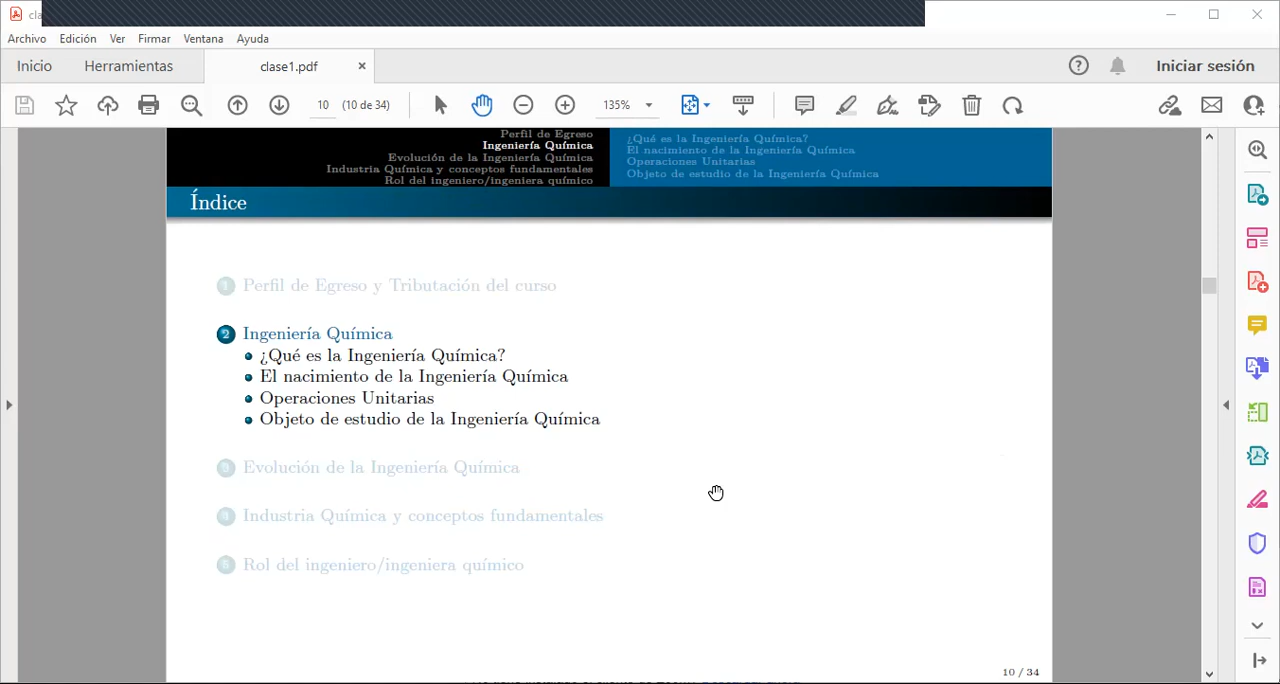 cla
Archivo Edición Ver Firmar Ventana Ayuda
Inicio Herramientas clase1.pdf × Iniciar sesión
10 (10 de 34) 135%
Perfil de Egreso
Ingeniería Química
Evolución de la Ingeniería Química
Industria Química y conceptos fundamentales
Rol del ingeniero/ingeniera químico
¿Qué es la Ingeniería Química?
El nacimiento de la Ingeniería Química
Operaciones Unitarias
Objeto de estudio de la Ingeniería Química
Índice
1 Perfil de Egreso y Tributación del curso
2 Ingeniería Química
¿Qué es la Ingeniería Química?
El nacimiento de la Ingeniería Química
Operaciones Unitarias
Objeto de estudio de la Ingeniería Química
3 Evolución de la Ingeniería Química
4 Industria Química y conceptos fundamentales
5 Rol del ingeniero/ingeniera químico
10 / 34